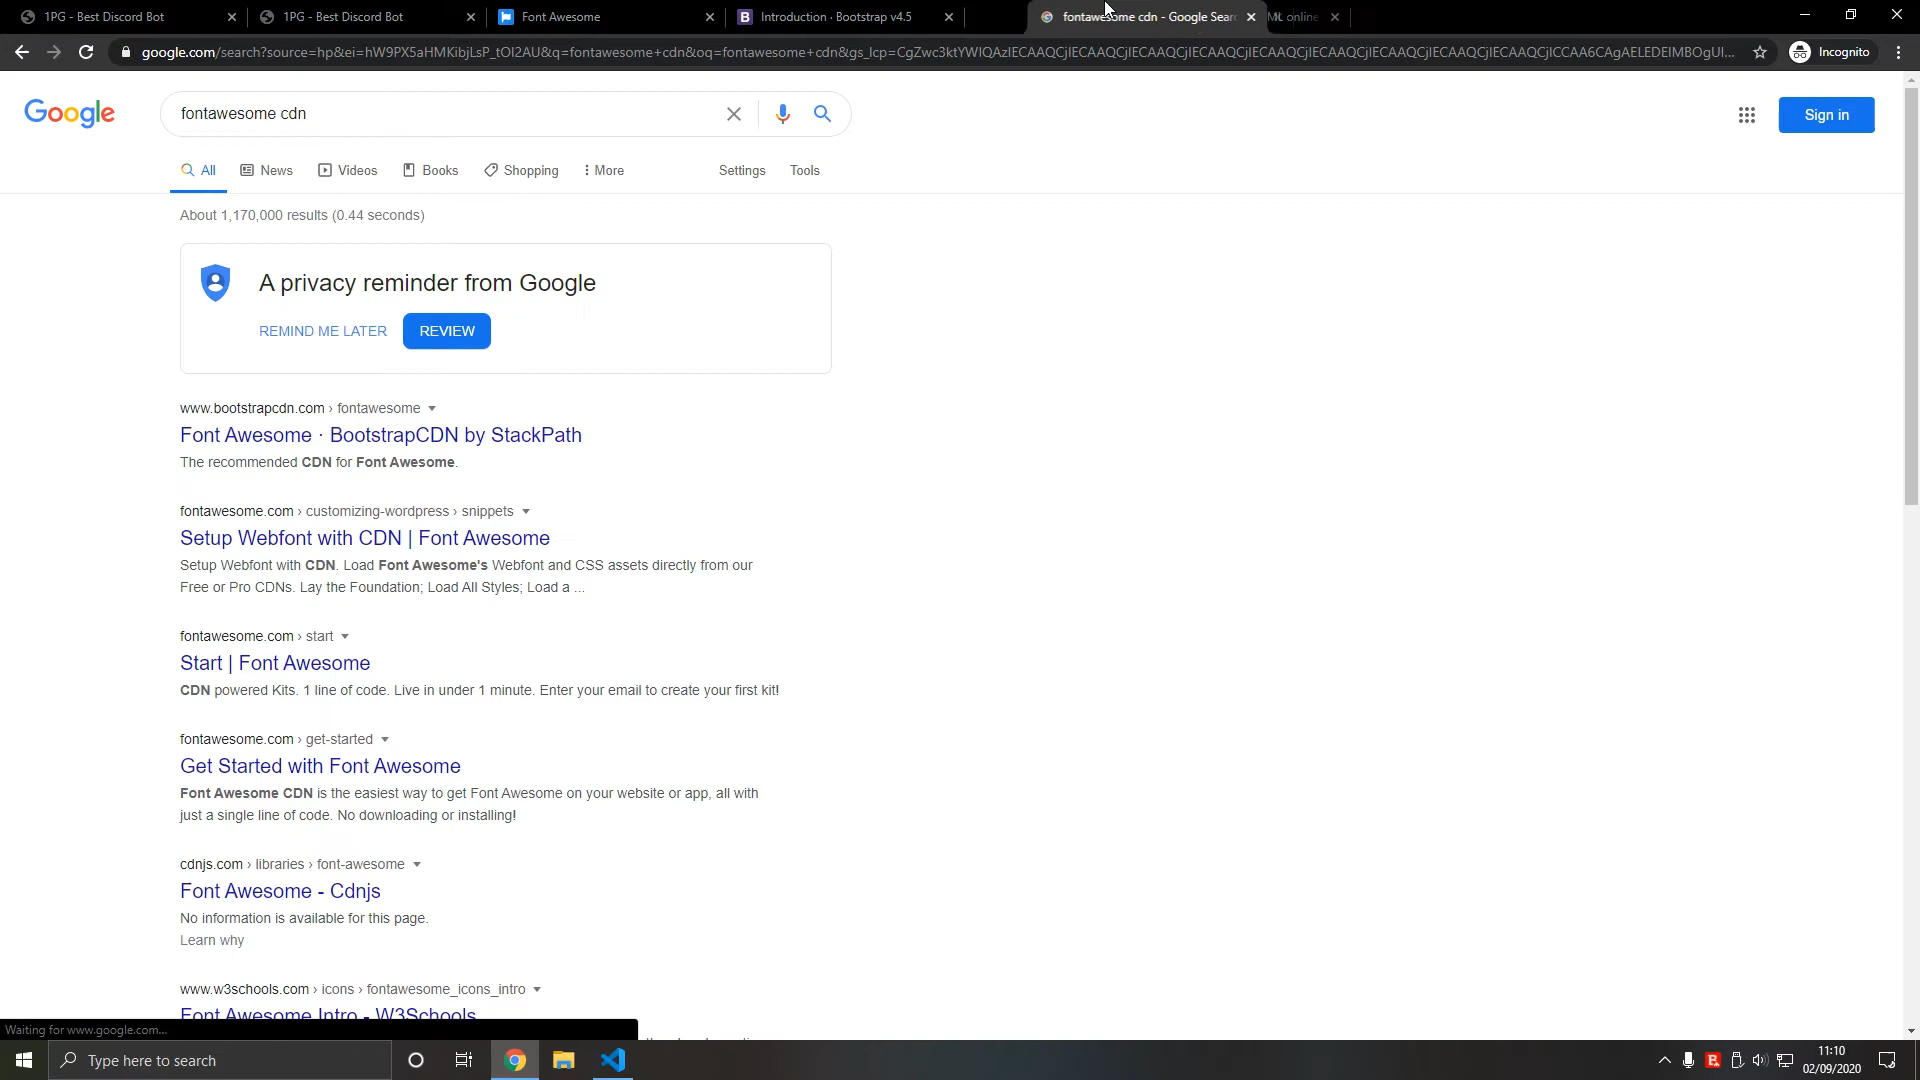 1PG - Best Discord Bot
1PG - Best Discord Bot
Font Awesome
Introduction · Bootstrap v4.5
fontawesome cdn - Google Sear
online
google.com/search?source=hp&ei=hW9PX5aHMKibjLsP_tOI2AU&q=fontawesome+cdn&oq=fontawesome+cdn&gs_lcp=CgZwc3ktYWIQAzIECAAQCjIECAAQCjIECAAQCjIECAAQCjIECAAQCjIECAAQCjIECAAQCjIECAAQCjIECAAQCjICCAA6CAgAELEDEIMBOgUI...
Incognito
Google
fontawesome cdn
Sign in
All
News
Videos
Books
Shopping
More
Settings
Tools
About 1,170,000 results (0.44 seconds)
A privacy reminder from Google
REMIND ME LATER
REVIEW
www.bootstrapcdn.com › fontawesome
Font Awesome · BootstrapCDN by StackPath
The recommended CDN for Font Awesome.
fontawesome.com › customizing-wordpress › snippets
Setup Webfont with CDN | Font Awesome
Setup Webfont with CDN. Load Font Awesome's Webfont and CSS assets directly from our
Free or Pro CDNs. Lay the Foundation; Load All Styles; Load a ...
fontawesome.com › start
Start | Font Awesome
CDN powered Kits. 1 line of code. Live in under 1 minute. Enter your email to create your first kit!
fontawesome.com › get-started
Get Started with Font Awesome
Font Awesome CDN is the easiest way to get Font Awesome on your website or app, all with
just a single line of code. No downloading or installing!
cdnjs.com › libraries › font-awesome
Font Awesome - Cdnjs
No information is available for this page.
Learn why
www.w3schools.com › icons › fontawesome_icons_intro
Font Awesome Intro - W3Schools
Waiting for www.google.com...
Type here to search
11:10
02/09/2020